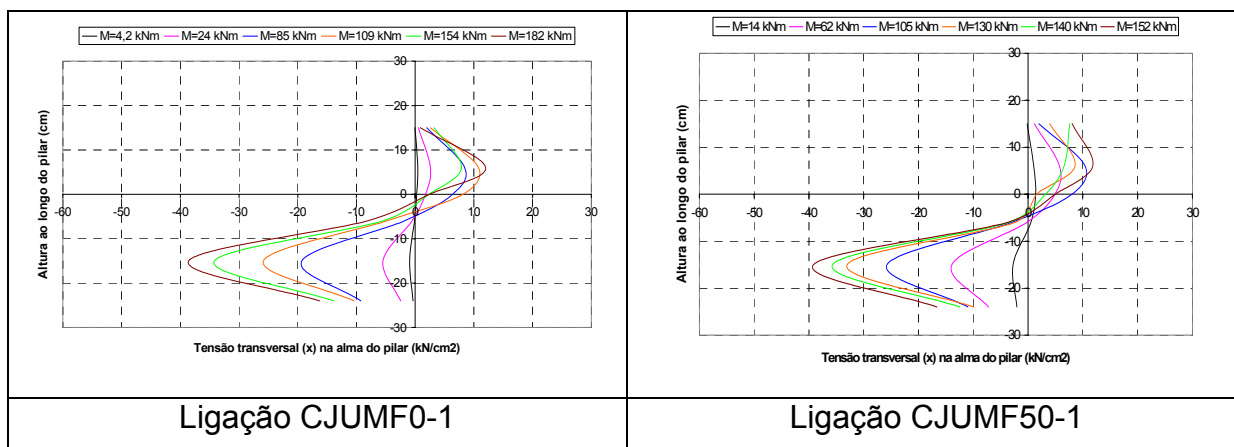 M=4,2 kNm M=24 kNm M=85 kNm M=109 kNm M=154 kNm M=182 kNm
30
20
10
0
-10
-20
-30
-60 -50 -40 -30 -20 -10 0 10 20 30
Altura ao longo do pilar (cm)
Tensão transversal (x) na alma do pilar (kN/cm2)
Ligação CJUMF0-1
M=14 kNm M=62 kNm M=105 kNm M=130 kNm M=140 kNm M=152 kNm
30
20
10
0
-10
-20
-30
-60 -50 -40 -30 -20 -10 0 10 20 30
Altura ao longo do pilar (cm)
Tensão transversal (x) na alma do pilar (kN/cm2)
Ligação CJUMF50-1